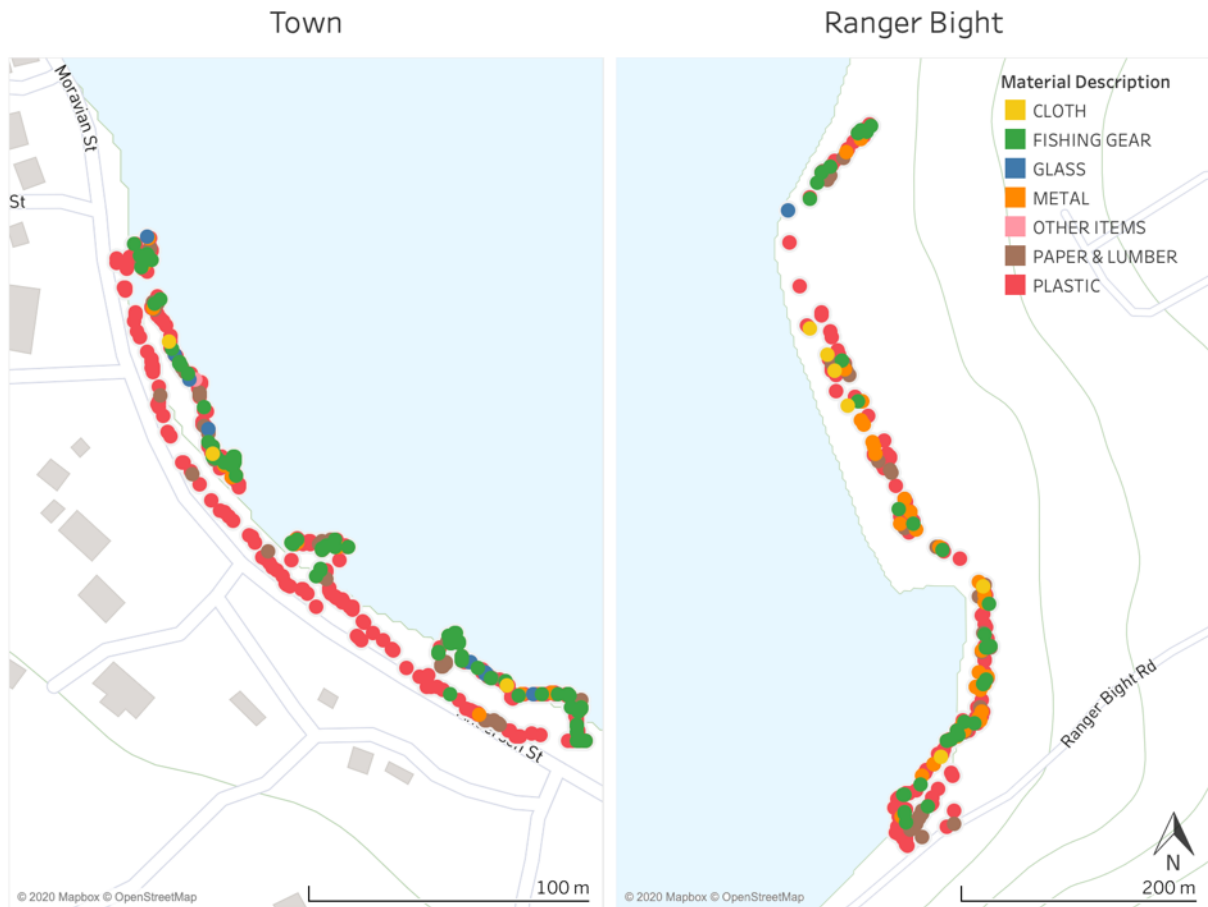 Town
Ranger Bight
Moravian St
St
Material Description
CLOTH
FISHING GEAR
GLASS
METAL
OTHER ITEMS
PAPER & LUMBER
PLASTIC
Ranger Bight Rd
St
N
100 m
200 m
© 2020 Mapbox © OpenStreetMap
© 2020 Mapbox © OpenStreetMap